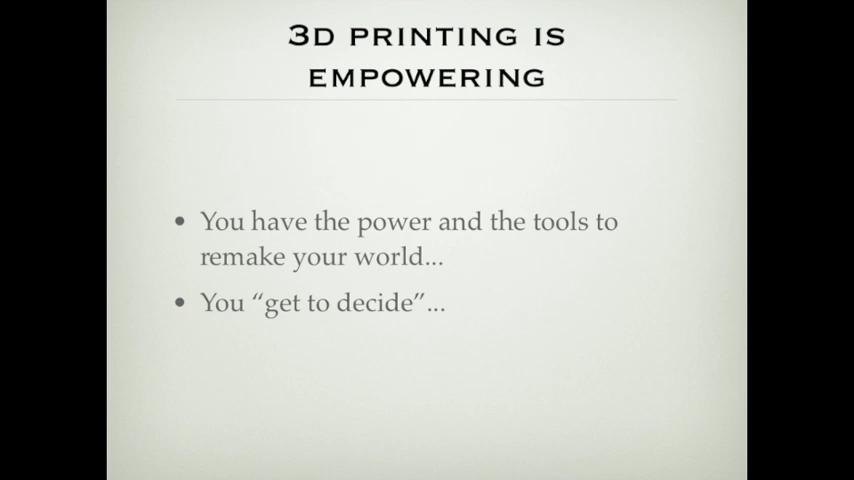 3D PRINTING IS
EMPOWERING
• You have the power and the tools to
remake your world...
• You “get to decide”...